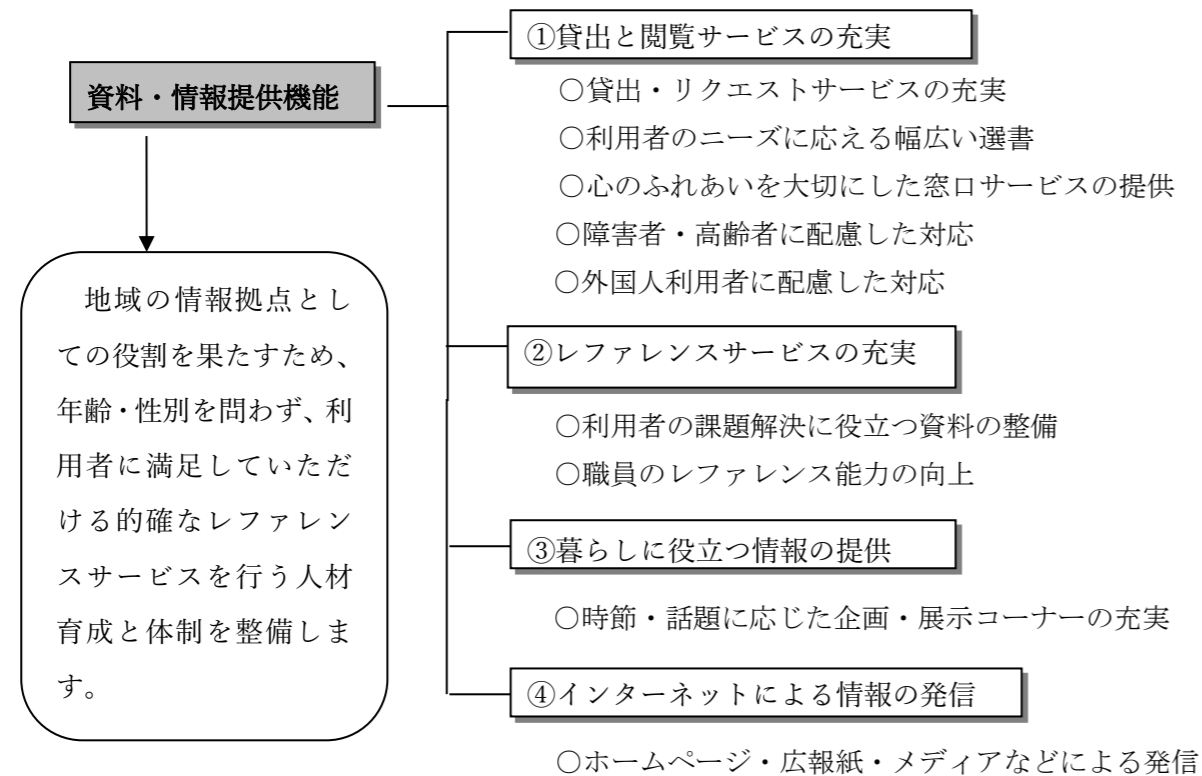 資料・情報提供機能
地域の情報拠点とし
ての役割を果たすため、
年齢・性別を問わず、利
用者に満足していただ
ける的確なレファレン
スサービスを行う人材
育成と体制を整備しま
す。
①貸出と閲覧サービスの充実
○貸出・リクエストサービスの充実
○利用者のニーズに応える幅広い選書
○心のふれあいを大切にした窓口サービスの提供
○障害者・高齢者に配慮した対応
○外国人利用者に配慮した対応
②レファレンスサービスの充実
○利用者の課題解決に役立つ資料の整備
○職員のレファレンス能力の向上
③暮らしに役立つ情報の提供
○時節・話題に応じた企画・展示コーナーの充実
④インターネットによる情報の発信
○ホームページ・広報紙・メディアなどによる発信